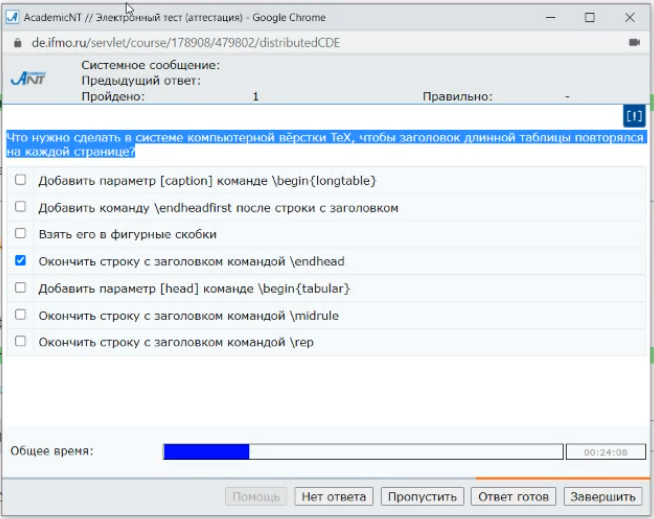 AcademicNT // Электронный тест (аттестация) - Google Chrome
de.ifmo.ru/servlet/course/178908/479802/distributedCDE
Academic NT
Системное сообщение:
Предыдущий ответ:
Пройдено: 1 Правильно: -
[!]
Что нужно сделать в системе компьютерной вёрстки TeX, чтобы заголовок длинной таблицы повторялся
на каждой странице?
Добавить параметр [caption] команде \begin{longtable}
Добавить команду \endheadfirst после строки с заголовком
Взять его в фигурные скобки
Окончить строку с заголовком командой \endhead
Добавить параметр [head] команде \begin{tabular}
Окончить строку с заголовком командой \midrule
Окончить строку с заголовком командой \rep
Общее время: 00:24:08
Помощь Нет ответа Пропустить Ответ готов Завершить